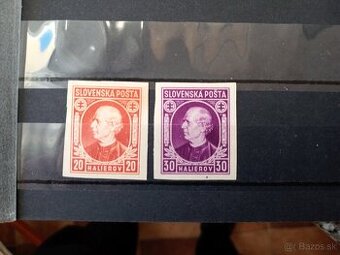 SLOVENSKÁ POŠTA
20 20
HALIEROV
SLOVENSKÁ POŠTA
30 30
HALIEROV
Bazos.sk